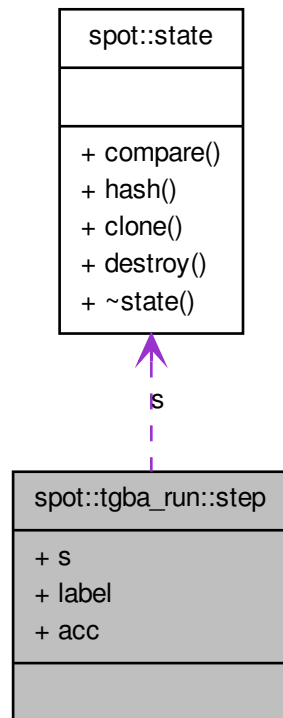 spot::state
+ compare()
+ hash()
+ clone()
+ destroy()
+ ~state()
s
spot::tgba_run::step
+ s
+ label
+ acc